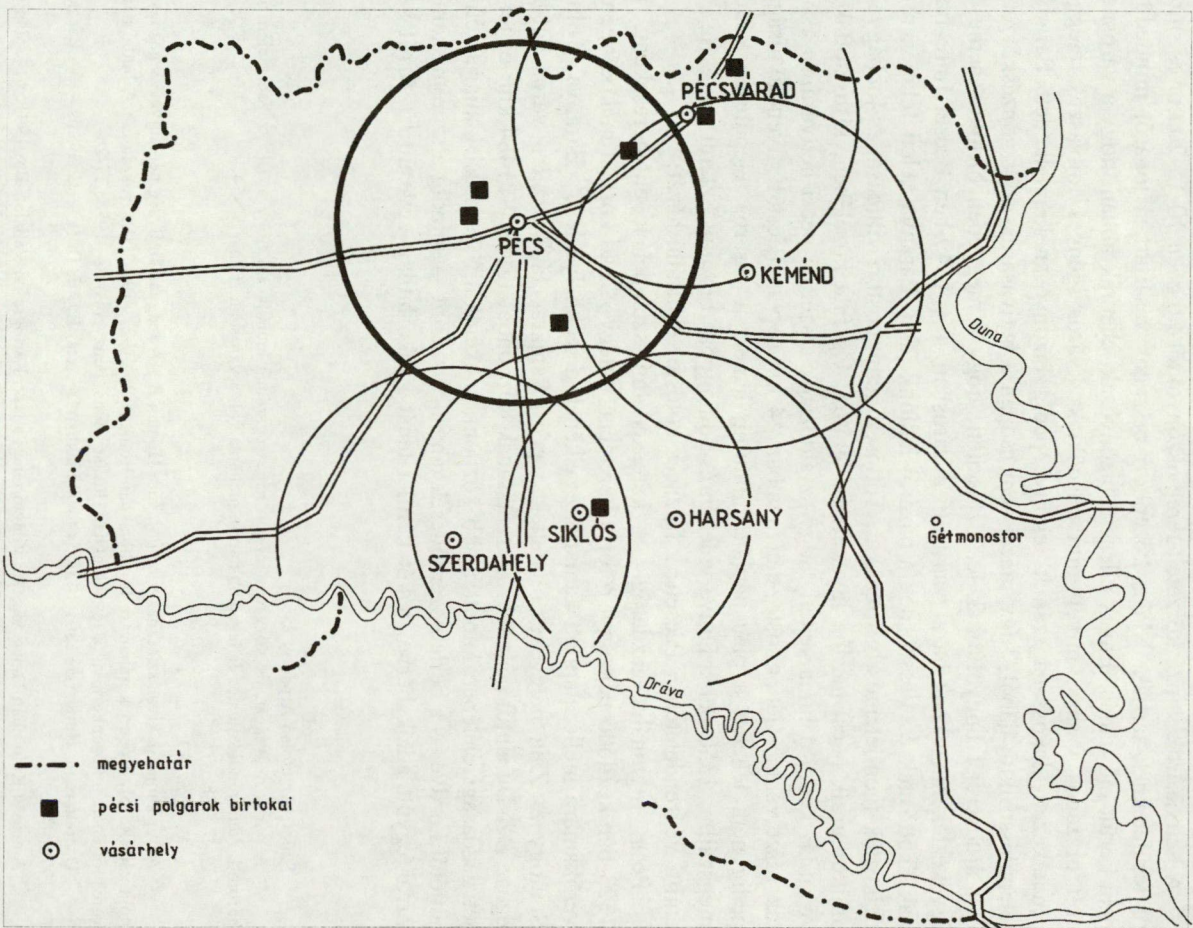 PÉCSVÁRAD
PÉCS
KÉMÉND
Duna
SIKLÓS
HARSÁNY
SZERDAHELY
Gétmonostor
Dráva
megyehatár
pécsi polgárok birtokai
vásárhely